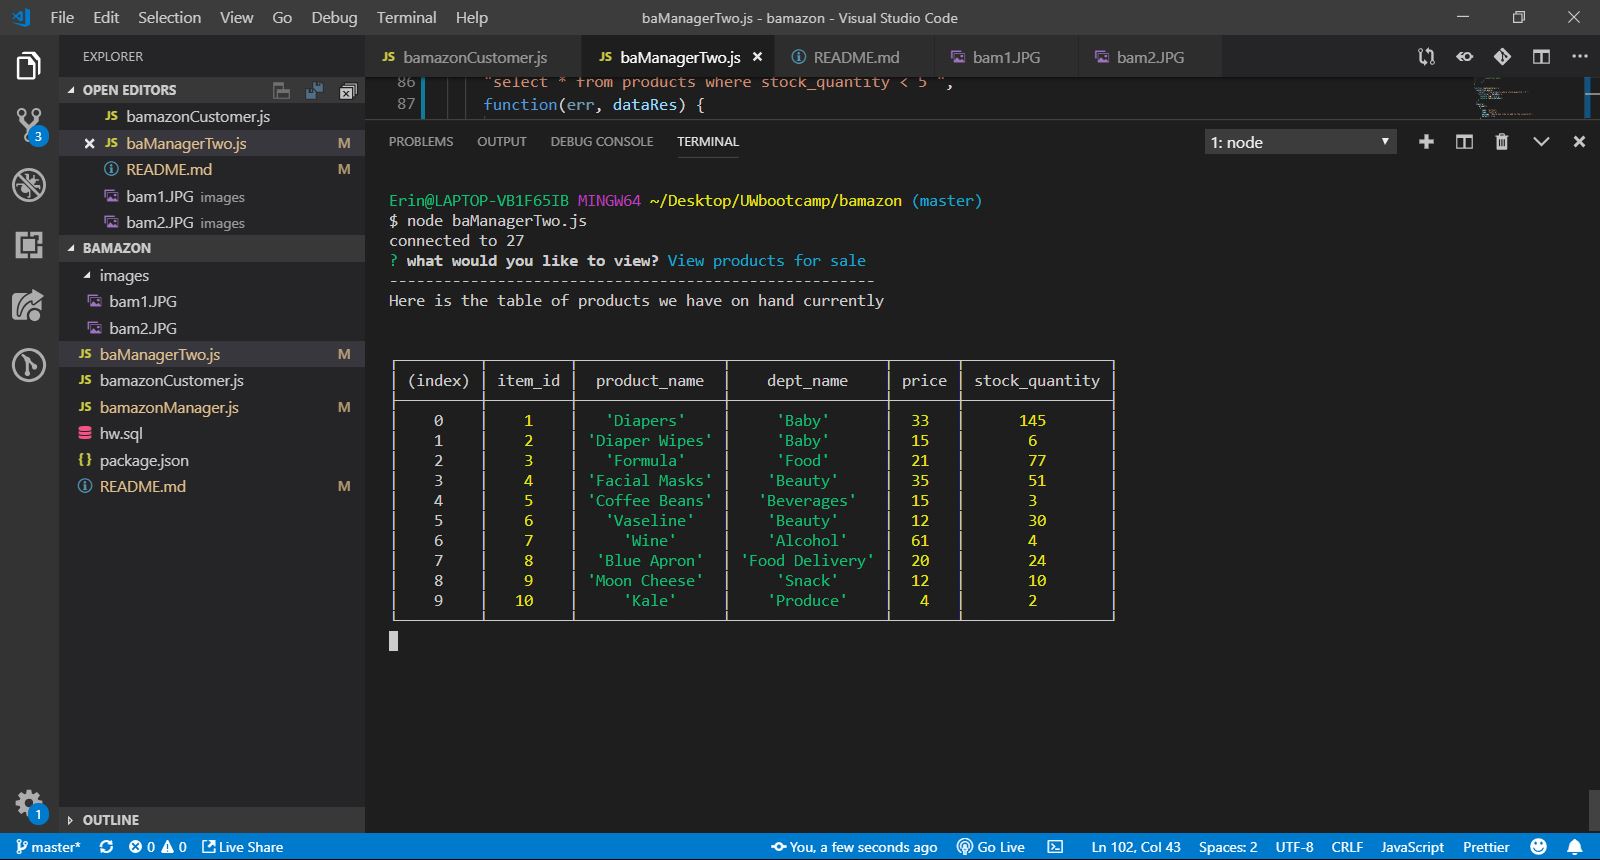 File Edit Selection View Go Debug Terminal Help
baManagerTwo.js - bamazon - Visual Studio Code
EXPLORER
OPEN EDITORS
JS bamazonCustomer.js
JS baManagerTwo.js M
README.md M
bam1.JPG images
bam2.JPG images
BAMAZON
images
bam1.JPG
bam2.JPG
JS baManagerTwo.js M
JS bamazonCustomer.js
JS bamazonManager.js M
hw.sql
{} package.json
README.md M
OUTLINE
3
1
JS bamazonCustomer.js JS baManagerTwo.js README.md bam1.JPG bam2.JPG
86 "select * from products where stock_quantity < 5 ",
87 function(err, dataRes) {
PROBLEMS OUTPUT DEBUG CONSOLE TERMINAL 1: node
Erin@LAPTOP-VB1F65IB MINGW64 ~/Desktop/UWbootcamp/bamazon (master)
$ node baManagerTwo.js
connected to 27
? what would you like to view? View products for sale
------------------------------------------------------
Here is the table of products we have on hand currently
(index) item_id product_name dept_name price stock_quantity
0 1 'Diapers' 'Baby' 33 145
1 2 'Diaper Wipes' 'Baby' 15 6
2 3 'Formula' 'Food' 21 77
3 4 'Facial Masks' 'Beauty' 35 51
4 5 'Coffee Beans' 'Beverages' 15 3
5 6 'Vaseline' 'Beauty' 12 30
6 7 'Wine' 'Alcohol' 61 4
7 8 'Blue Apron' 'Food Delivery' 20 24
8 9 'Moon Cheese' 'Snack' 12 10
9 10 'Kale' 'Produce' 4 2
master* 0 0 Live Share You, a few seconds ago Go Live Ln 102, Col 43 Spaces: 2 UTF-8 CRLF JavaScript Prettier